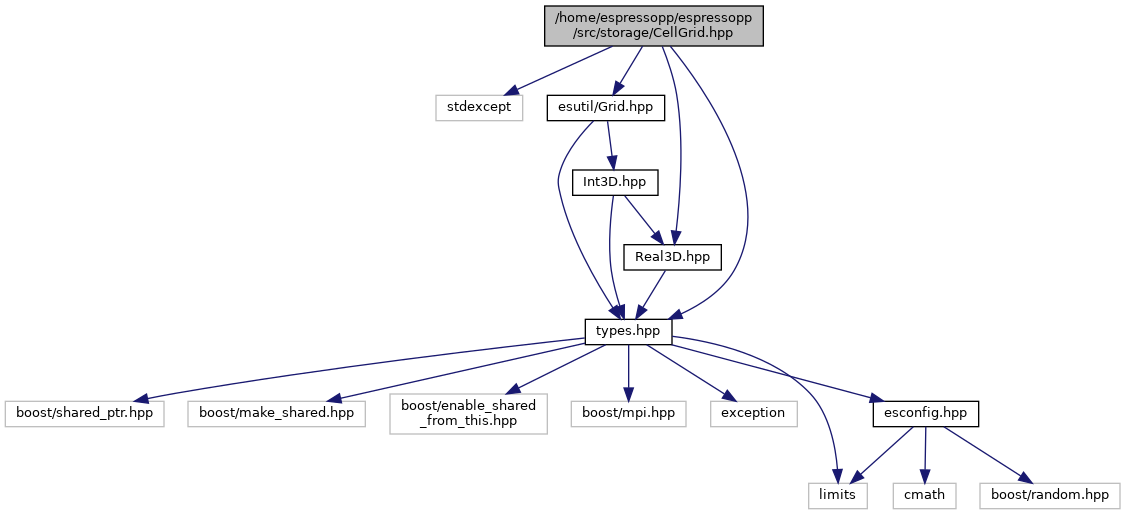 /home/espressopp/espressopp
/src/storage/CellGrid.hpp
stdexcept
esutil/Grid.hpp
Int3D.hpp
Real3D.hpp
types.hpp
boost/shared_ptr.hpp
boost/make_shared.hpp
boost/enable_shared
_from_this.hpp
boost/mpi.hpp
exception
esconfig.hpp
limits
cmath
boost/random.hpp